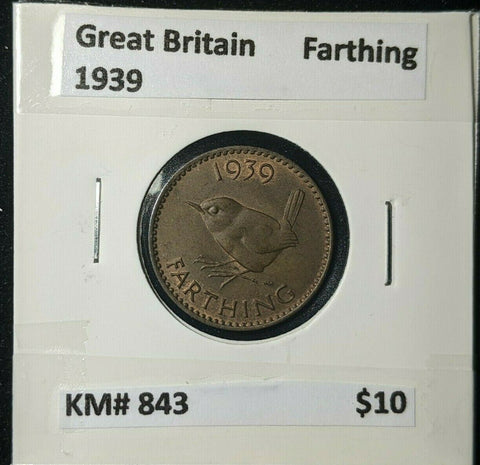 Great Britain Farthing
1939
1939
FARTHING
KM# 843 $10